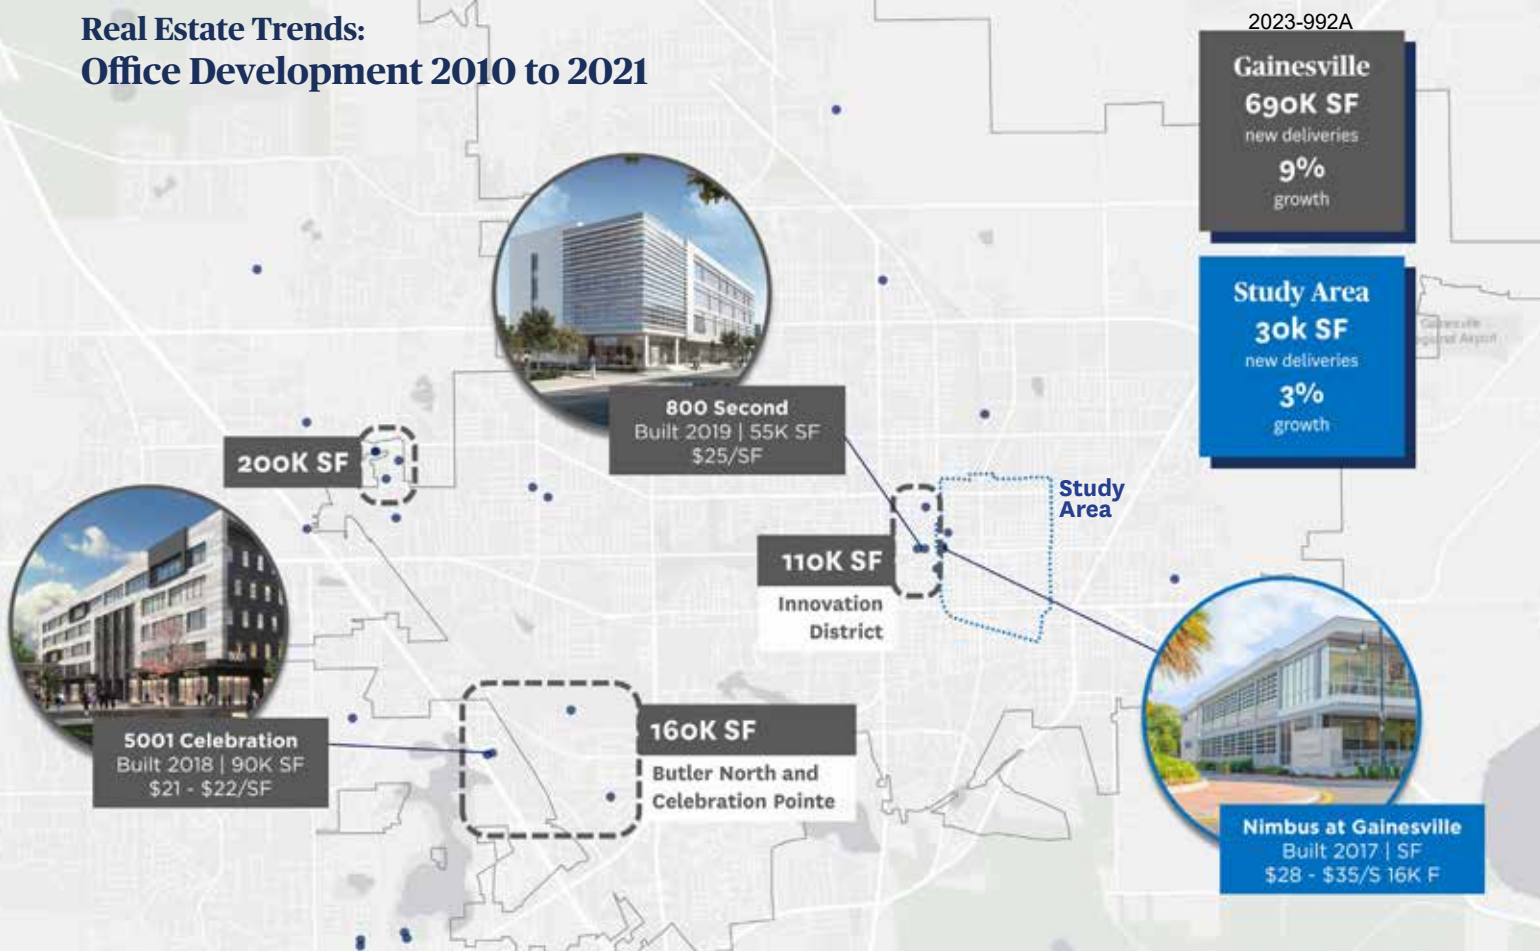 Real Estate Trends:
Office Development 2010 to 2021
2023-992A
Gainesville
690K SF
new deliveries
9%
growth
Study Area
30k SF
new deliveries
3%
growth
Gainesville
Regional Airport
800 Second
Built 2019 | 55K SF
$25/SF
200K SF
Study
Area
110K SF
Innovation
District
5001 Celebration
Built 2018 | 90K SF
$21 - $22/SF
160K SF
Butler North and
Celebration Pointe
Nimbus at Gainesville
Built 2017 | SF
$28 - $35/S 16K F